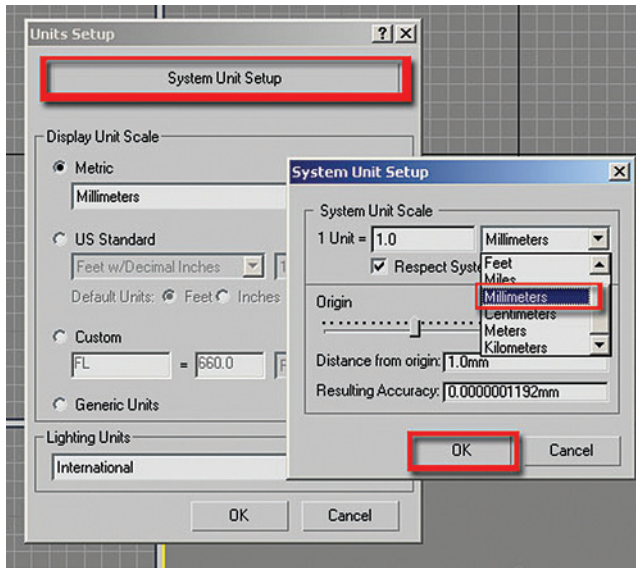 Units Setup
System Unit Setup
Display Unit Scale
Metric
Millimeters
US Standard
Feet w/Decimal Inches
Default Units: Feet Inches
Custom
FL = 660.0
Generic Units
Lighting Units
International
OK Cancel
System Unit Setup
System Unit Scale
1 Unit = 1.0 Millimeters
Respect Syste
Feet
Miles
Millimeters
Centimeters
Meters
Kilometers
Origin
Distance from origin: 1.0mm
Resulting Accuracy: 0.0000001192mm
OK Cancel